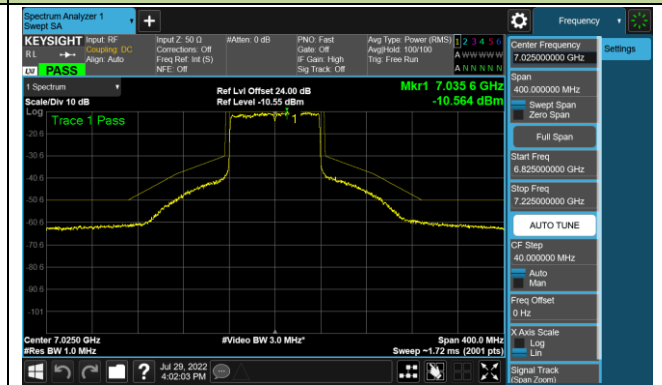 Spectrum Analyzer 1
Swept SA
+
Frequency
KEYSIGHT
RL
Input: RF
Coupling: DC
Align: Auto
Input Z: 50 Ω
Corrections: Off
Freq Ref: Int (S)
NFE: Off
#Atten: 0 dB
PNO: Fast
Gate: Off
IF Gain: High
Sig Track: Off
Avg Type: Power (RMS)
Avg|Hold: 100/100
Trig: Free Run
1 2 3 4 5 6
A W W W W W
A N N N N N
LXI
PASS
1 Spectrum
Scale/Div 10 dB
Ref Lvl Offset 24.00 dB
Ref Level -10.55 dBm
Mkr1 7.035 6 GHz
-10.564 dBm
Log
Trace 1 Pass
1
-20.6
-30.6
-40.6
-50.6
-60.6
-70.6
-80.6
-90.6
-101
Center 7.0250 GHz
#Res BW 1.0 MHz
#Video BW 3.0 MHz*
Span 400.0 MHz
Sweep ~1.72 ms (2001 pts)
Jul 29, 2022
4:02:03 PM
?
Center Frequency
7.025000000 GHz
Settings
Span
400.000000 MHz
Swept Span
Zero Span
Full Span
Start Freq
6.825000000 GHz
Stop Freq
7.225000000 GHz
AUTO TUNE
CF Step
40.000000 MHz
Auto
Man
Freq Offset
0 Hz
X Axis Scale
Log
Lin
Signal Track
(Span Zoom)